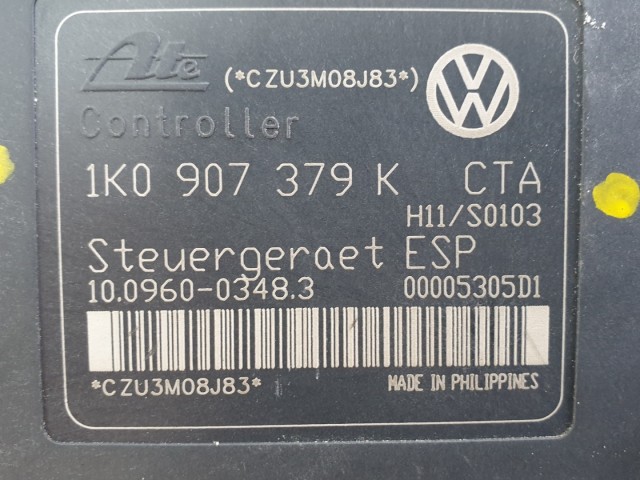 Ate (*CZU3M08J83*)
Controller
1K0 907 379 K CTA
H11/S0103
Steuergeraet ESP
10.0960-0348.3 00005305D1
*CZU3M08J83* MADE IN PHILIPPINES